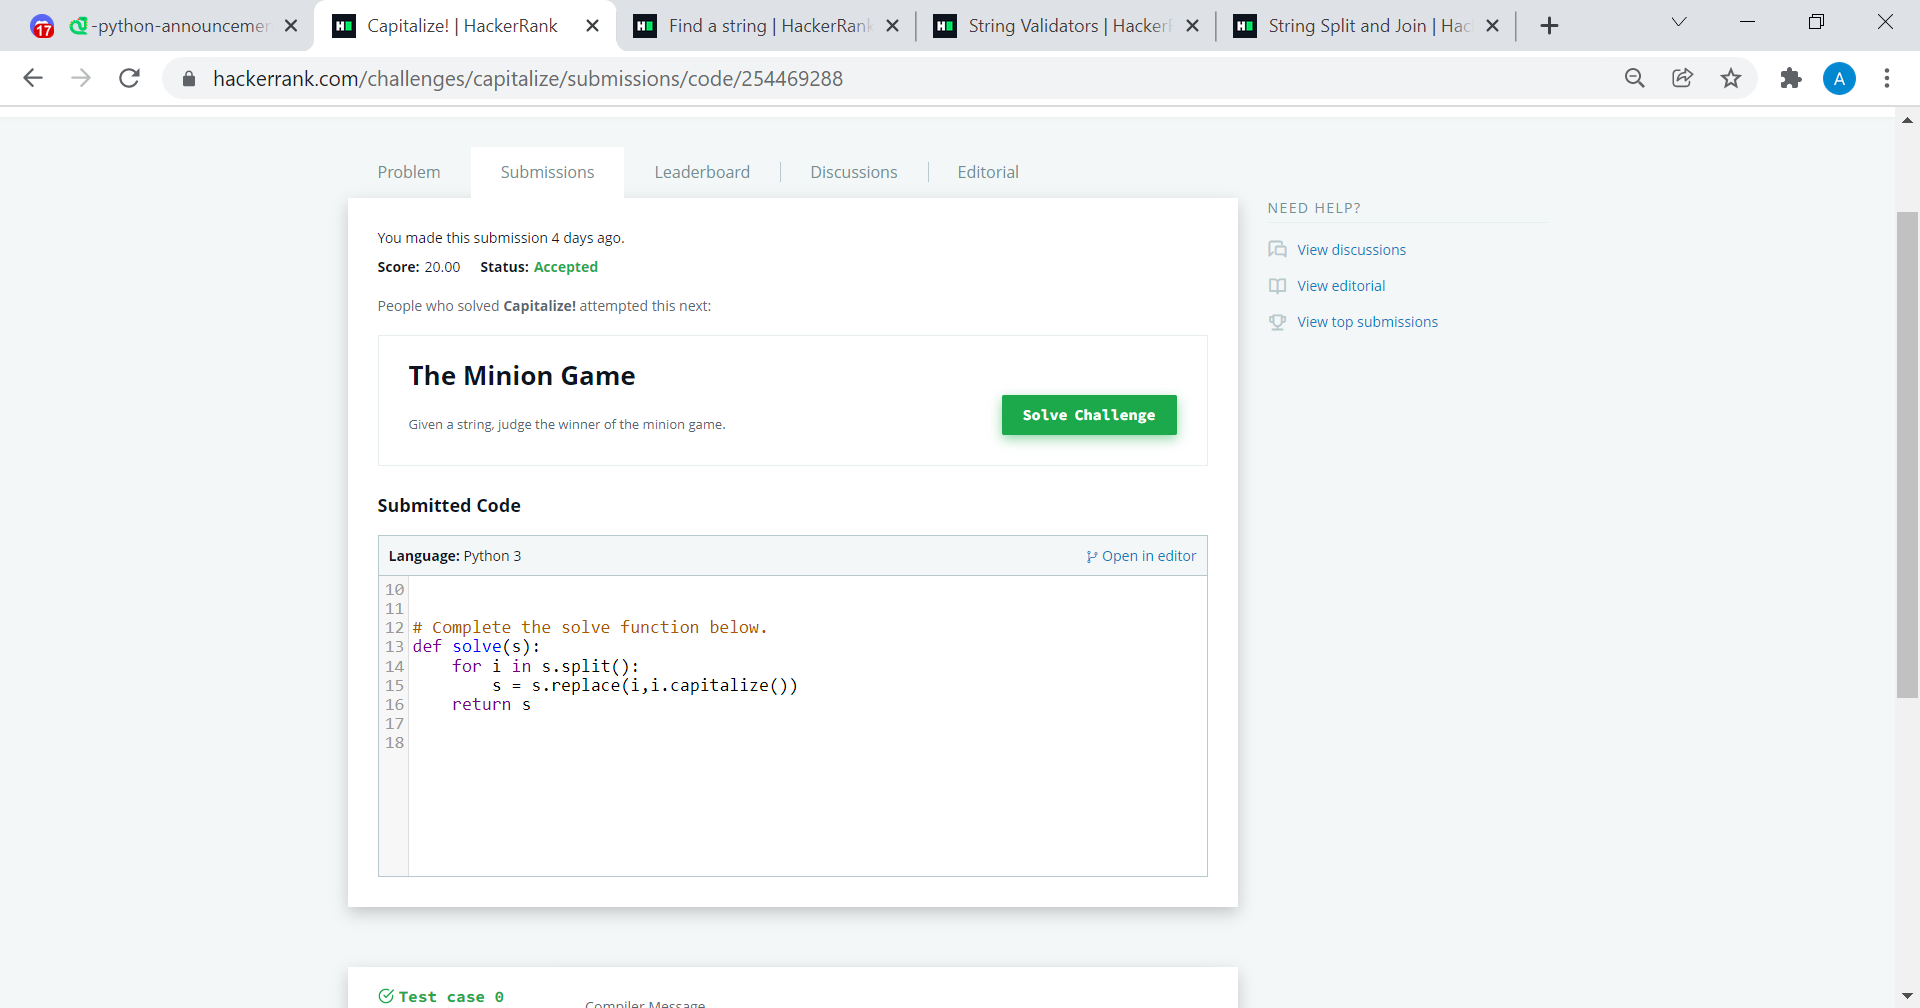 17 -python-announcemer
Capitalize! | HackerRank
Find a string | HackerRank
String Validators | HackerR
String Split and Join | Hac
hackerrank.com/challenges/capitalize/submissions/code/254469288
A
Problem
Submissions
Leaderboard
Discussions
Editorial
You made this submission 4 days ago.
Score: 20.00 Status: Accepted
People who solved Capitalize! attempted this next:
The Minion Game
Given a string, judge the winner of the minion game.
Solve Challenge
Submitted Code
Language: Python 3
Open in editor
10
11
12 # Complete the solve function below.
13 def solve(s):
14     for i in s.split():
15         s = s.replace(i,i.capitalize())
16     return s
17
18
Test case 0
Compiler Message
NEED HELP?
View discussions
View editorial
View top submissions